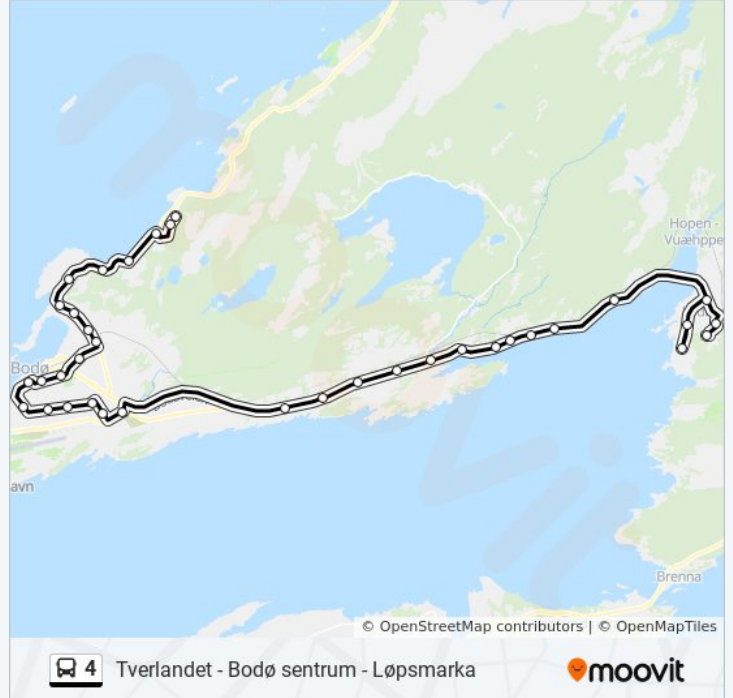 Hopen -
Vuæhppe
Bodø
avn
Brenna
© OpenStreetMap contributors | © OpenMapTiles
4 Tverlandet - Bodø sentrum - Løpsmarka
moovit